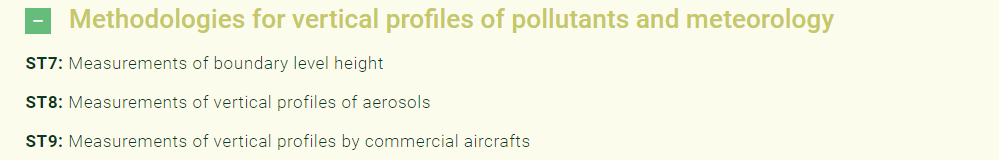 Methodologies for vertical profiles of pollutants and meteorology
ST7: Measurements of boundary level height
ST8: Measurements of vertical profiles of aerosols
ST9: Measurements of vertical profiles by commercial aircrafts